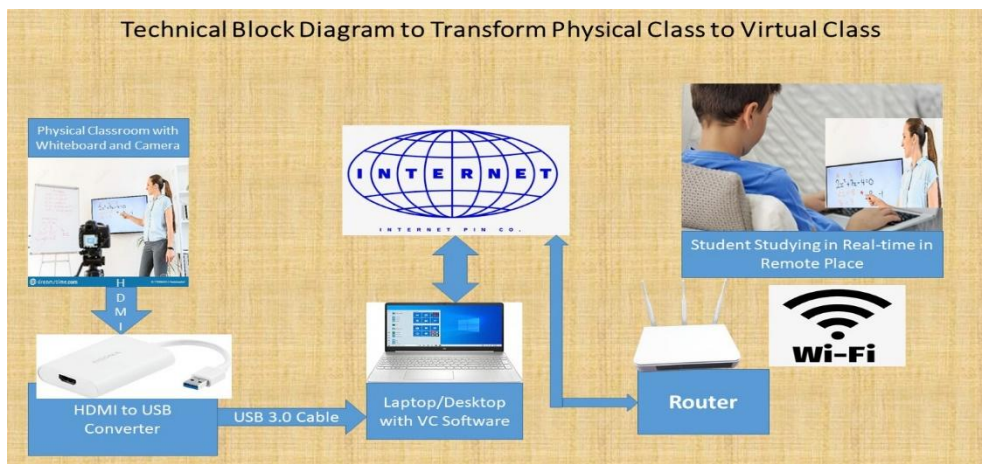 Technical Block Diagram to Transform Physical Class to Virtual Class
Physical Classroom with
Whiteboard and Camera
HDMI
HDMI to USB
Converter
USB 3.0 Cable
INTERNET
INTERNET PIN CO.
Laptop/Desktop
with VC Software
Student Studying in Real-time in
Remote Place
Wi-Fi
Router